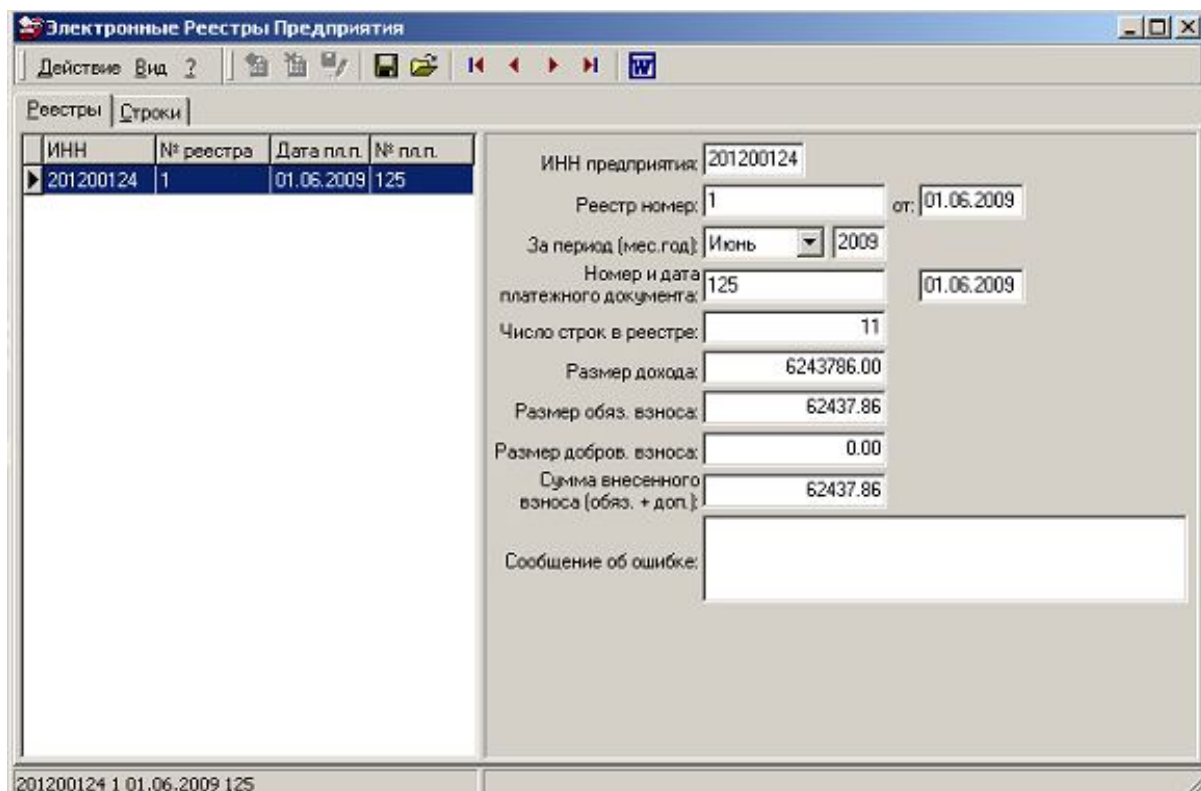 Электронные Реестры Предприятия
Действие Вид ?
Реестры Строки
ИНН № реестра Дата пл.п. № пл.п.
201200124 1 01.06.2009 125
ИНН предприятия: 201200124
Реестр номер: 1 от: 01.06.2009
За период (мес.год): Июнь 2009
Номер и дата
платежного документа: 125 01.06.2009
Число строк в реестре: 11
Размер дохода: 6243786.00
Размер обяз. взноса: 62437.86
Размер добров. взноса: 0.00
Сумма внесенного
взноса (обяз. + доп.): 62437.86
Сообщение об ошибке:
201200124 1 01.06.2009 125